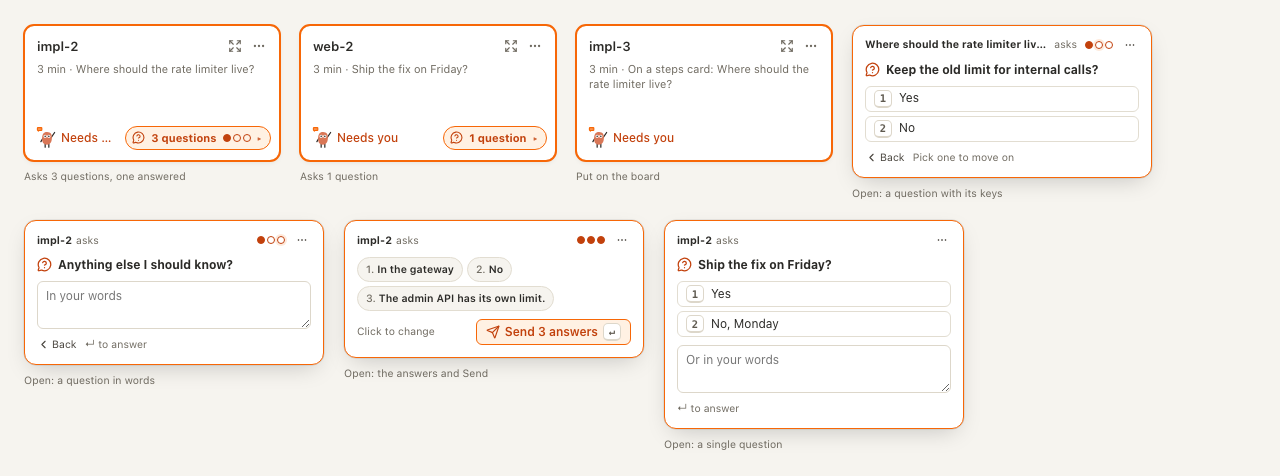 impl-2
3 min · Where should the rate limiter live?
Needs ...
3 questions
Asks 3 questions, one answered
web-2
3 min · Ship the fix on Friday?
Needs you
1 question
Asks 1 question
impl-3
3 min · On a steps card: Where should the
rate limiter live?
Needs you
Put on the board
Where should the rate limiter liv... asks
Keep the old limit for internal calls?
1 Yes
2 No
Back Pick one to move on
Open: a question with its keys
impl-2 asks
Anything else I should know?
In your words
Back ↵ to answer
Open: a question in words
impl-2 asks
1. In the gateway 2. No
3. The admin API has its own limit.
Click to change Send 3 answers ↵
Open: the answers and Send
impl-2 asks
Ship the fix on Friday?
1 Yes
2 No, Monday
Or in your words
↵ to answer
Open: a single question